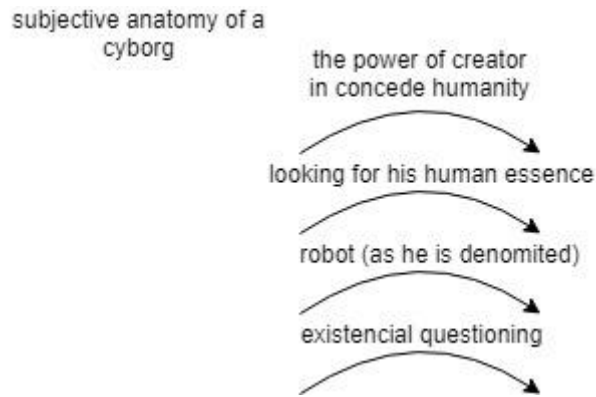 subjective anatomy of a
cyborg
the power of creator
in concede humanity
looking for his human essence
robot (as he is denomited)
existencial questioning